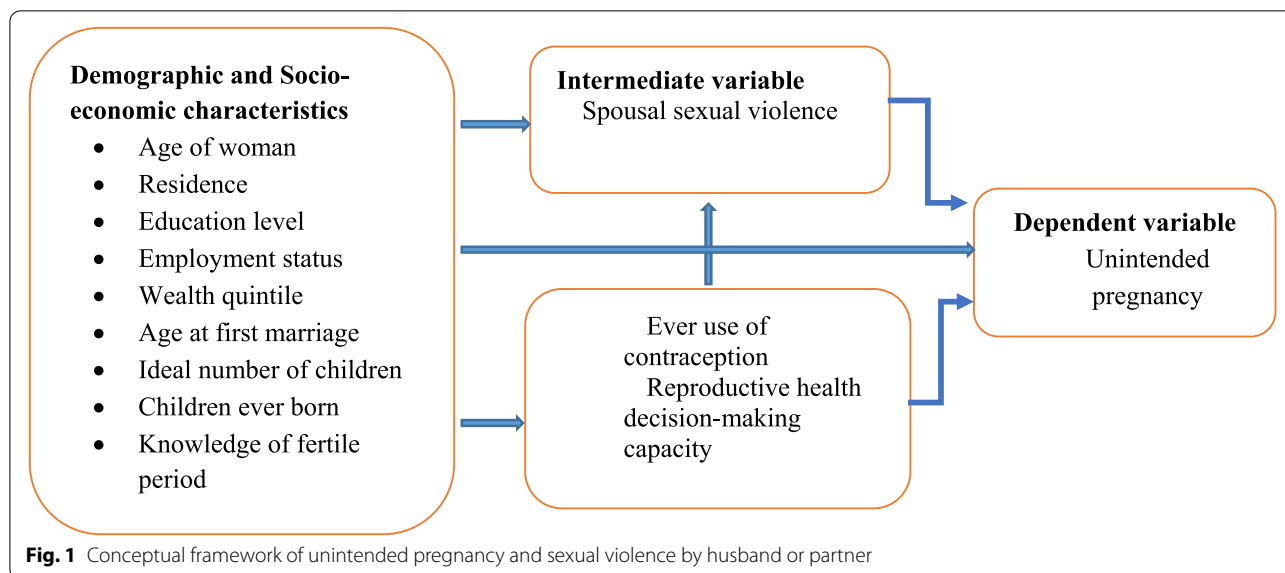 Demographic and Socio-
economic characteristics
• Age of woman
• Residence
• Education level
• Employment status
• Wealth quintile
• Age at first marriage
• Ideal number of children
• Children ever born
• Knowledge of fertile
period
Intermediate variable
Spousal sexual violence
Ever use of
contraception
Reproductive health
decision-making
capacity
Dependent variable
Unintended
pregnancy
Fig. 1 Conceptual framework of unintended pregnancy and sexual violence by husband or partner